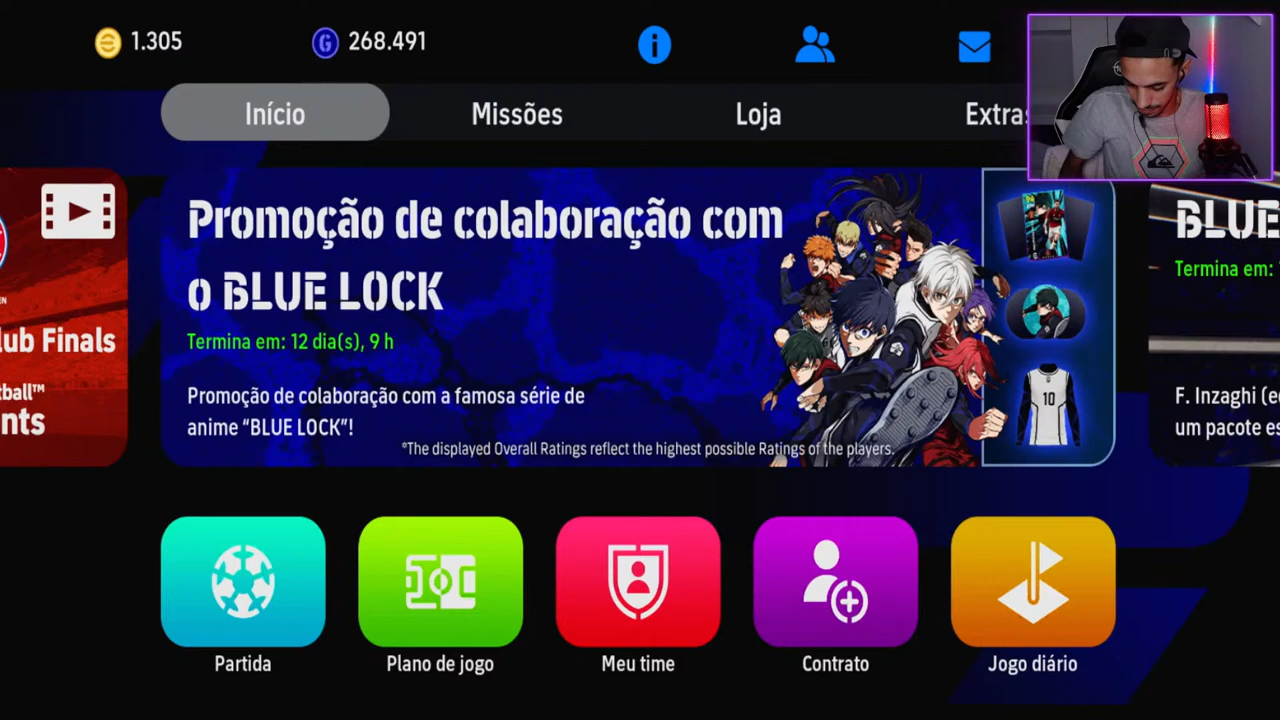 1.305
268.491
Início
Missões
Loja
Extras
EN
lub Finals
tball™
nts
Promoção de colaboração com
o BLUE LOCK
Termina em: 12 dia(s), 9 h
Promoção de colaboração com a famosa série de
anime “BLUE LOCK”!
*The displayed Overall Ratings reflect the highest possible Ratings of the players.
10
BLUE
Termina em:
F. Inzaghi (e
um pacote es
Partida
Plano de jogo
Meu time
Contrato
Jogo diário